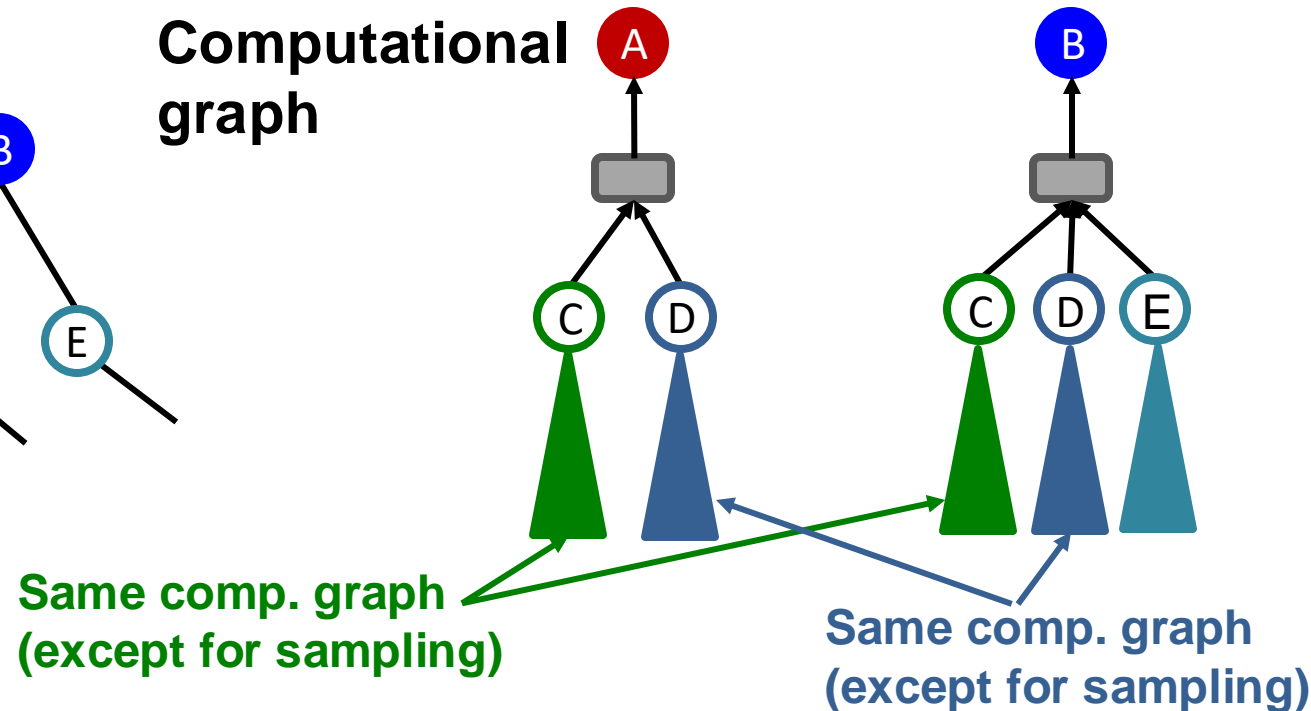 Computational
graph
A
B
B
E
C
D
C
D
E
Same comp. graph
(except for sampling)
Same comp. graph
(except for sampling)